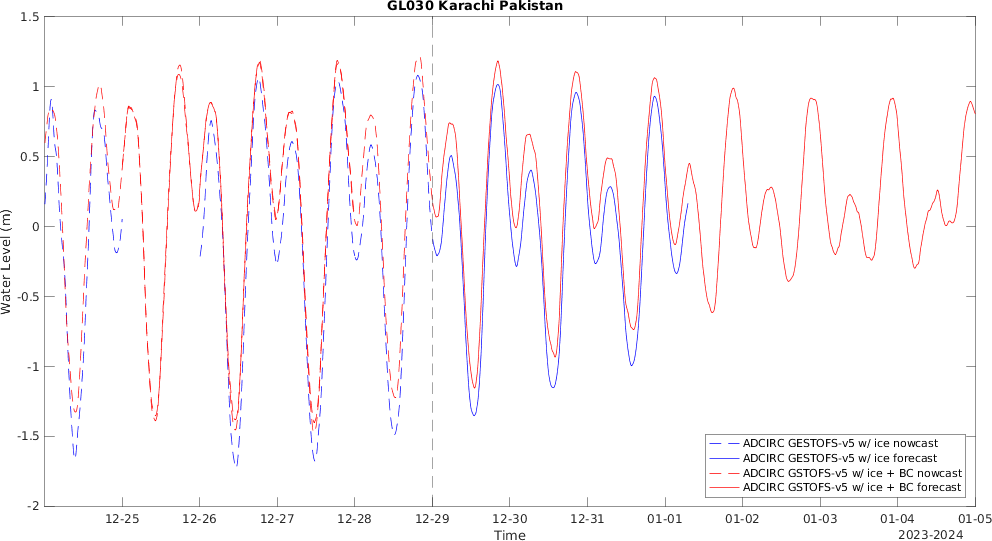 GL030 Karachi Pakistan
1.5
1
0.5
0
-0.5
-1
-1.5
-2
Water Level (m)
12-25 12-26 12-27 12-28 12-29 12-30 12-31 01-01 01-02 01-03 01-04 01-05
Time
2023-2024
ADCIRC GESTOFS-v5 w/ ice nowcast
ADCIRC GESTOFS-v5 w/ ice forecast
ADCIRC GSTOFS-v5 w/ ice + BC nowcast
ADCIRC GSTOFS-v5 w/ ice + BC forecast